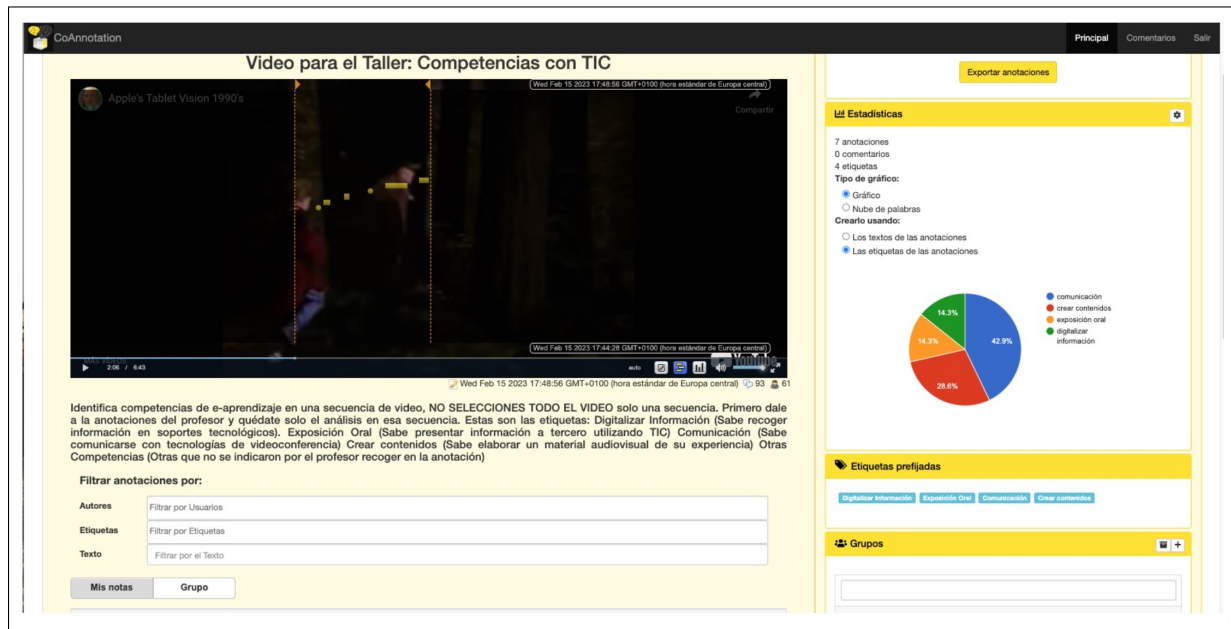 CoAnnotation
Principal
Comentarios
Salir
Video para el Taller: Competencias con TIC
Apple's Tablet Vision 1990's
Wed Feb 15 2023 17:48:56 GMT+0100 (hora estándar de Europa central)
Compartir
Wed Feb 15 2023 17:44:28 GMT+0100 (hora estándar de Europa central)
MÁS VÍDEOS
2:06 / 6:43
auto
YouTube
Wed Feb 15 2023 17:48:56 GMT+0100 (hora estándar de Europa central) 93 61
Identifica competencias de e-aprendizaje en una secuencia de video, NO SELECCIONES TODO EL VIDEO solo una secuencia. Primero dale
a la anotaciones del profesor y quédate solo el análisis en esa secuencia. Estas son las etiquetas: Digitalizar Información (Sabe recoger
información en soportes tecnológicos). Exposición Oral (Sabe presentar información a tercero utilizando TIC) Comunicación (Sabe
comunicarse con tecnologías de videoconferencia) Crear contenidos (Sabe elaborar un material audiovisual de su experiencia) Otras
Competencias (Otras que no se indicaron por el profesor recoger en la anotación)
Filtrar anotaciones por:
Autores
Filtrar por Usuarios
Etiquetas
Filtrar por Etiquetas
Texto
Filtrar por el Texto
Mis notas
Grupo
Exportar anotaciones
Estadísticas
7 anotaciones
0 comentarios
4 etiquetas
Tipo de gráfico:
Gráfico
Nube de palabras
Crearlo usando:
Los textos de las anotaciones
Las etiquetas de las anotaciones
14.3%
14.3%
42.9%
28.6%
comunicación
crear contenidos
exposición oral
digitalizar
información
Etiquetas prefijadas
Digitalizar Información
Exposición Oral
Comunicación
Crear contenidos
Grupos